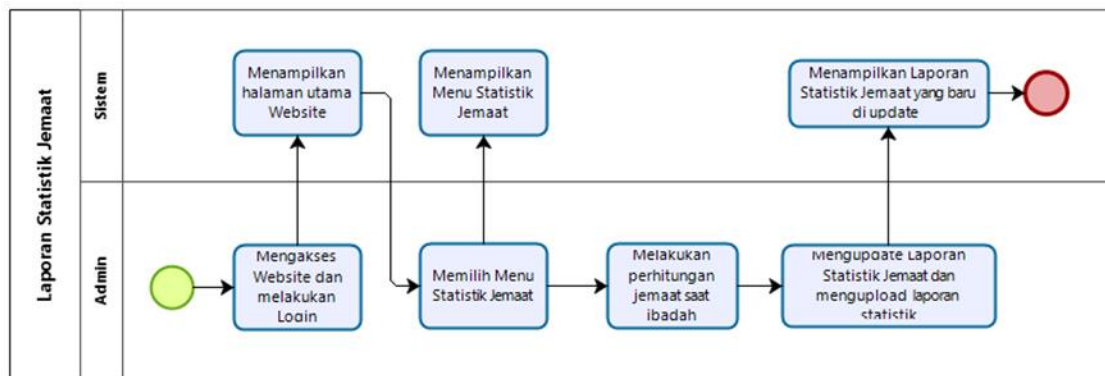 Laporan Statistik Jemaat
Sistem
Menampilkan
halaman utama
Website
Menampilkan
Menu Statistik
Jemaat
Menampilkan Laporan
Statistik Jemaat yang baru
di update
Admin
Mengakses
Website dan
melakukan
Login
Memilih Menu
Statistik Jemaat
Melakukan
perhitungan
jemaat saat
ibadah
Mengupdate Laporan
Statistik Jemaat dan
mengupload laporan
statistik